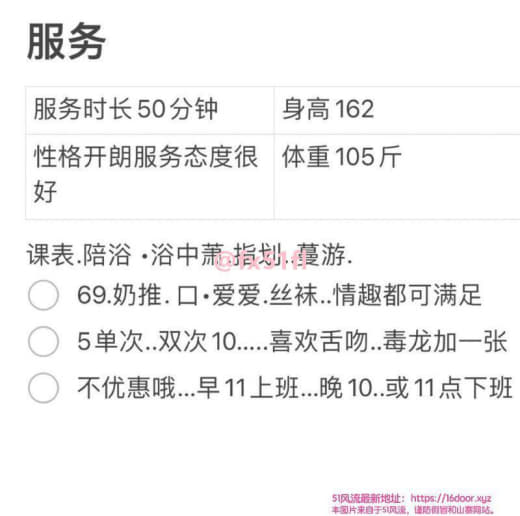 服务
服务时长50分钟
身高162
性格开朗服务态度很好
体重105斤
课表.陪浴 •浴中萧.指划..蔓游.
69.奶推. 口•爱爱.丝袜..情趣都可满足
5单次..双次10.....喜欢舌吻..毒龙加一张
不优惠哦...早11上班...晚10..或11点下班
51风流最新地址：https://16door.xyz
本图片来自于51风流，谨防假冒和山寨网站。